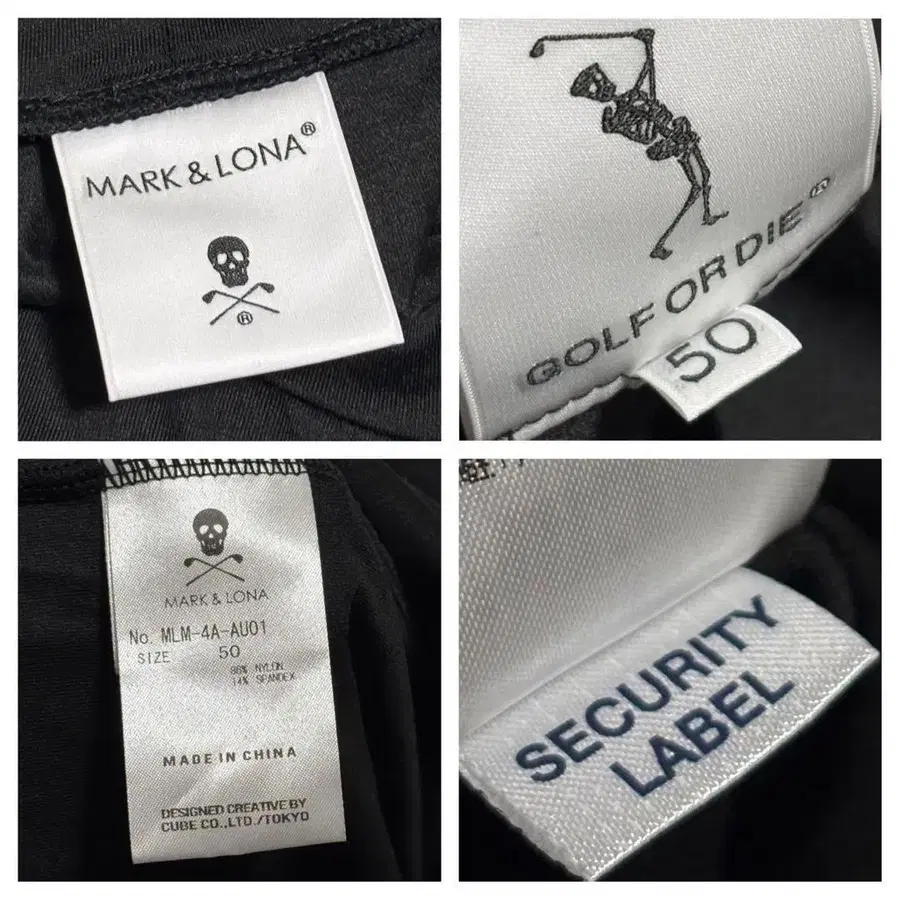 MARK & LONA®
®
GOLF OR DIE®
50
MARK & LONA
No. MLM-4A-AU01
SIZE 50
86% NYLON
14% SPANDEX
MADE IN CHINA
DESIGNED CREATIVE BY
CUBE CO.,LTD./TOKYO
SECURITY
LABEL